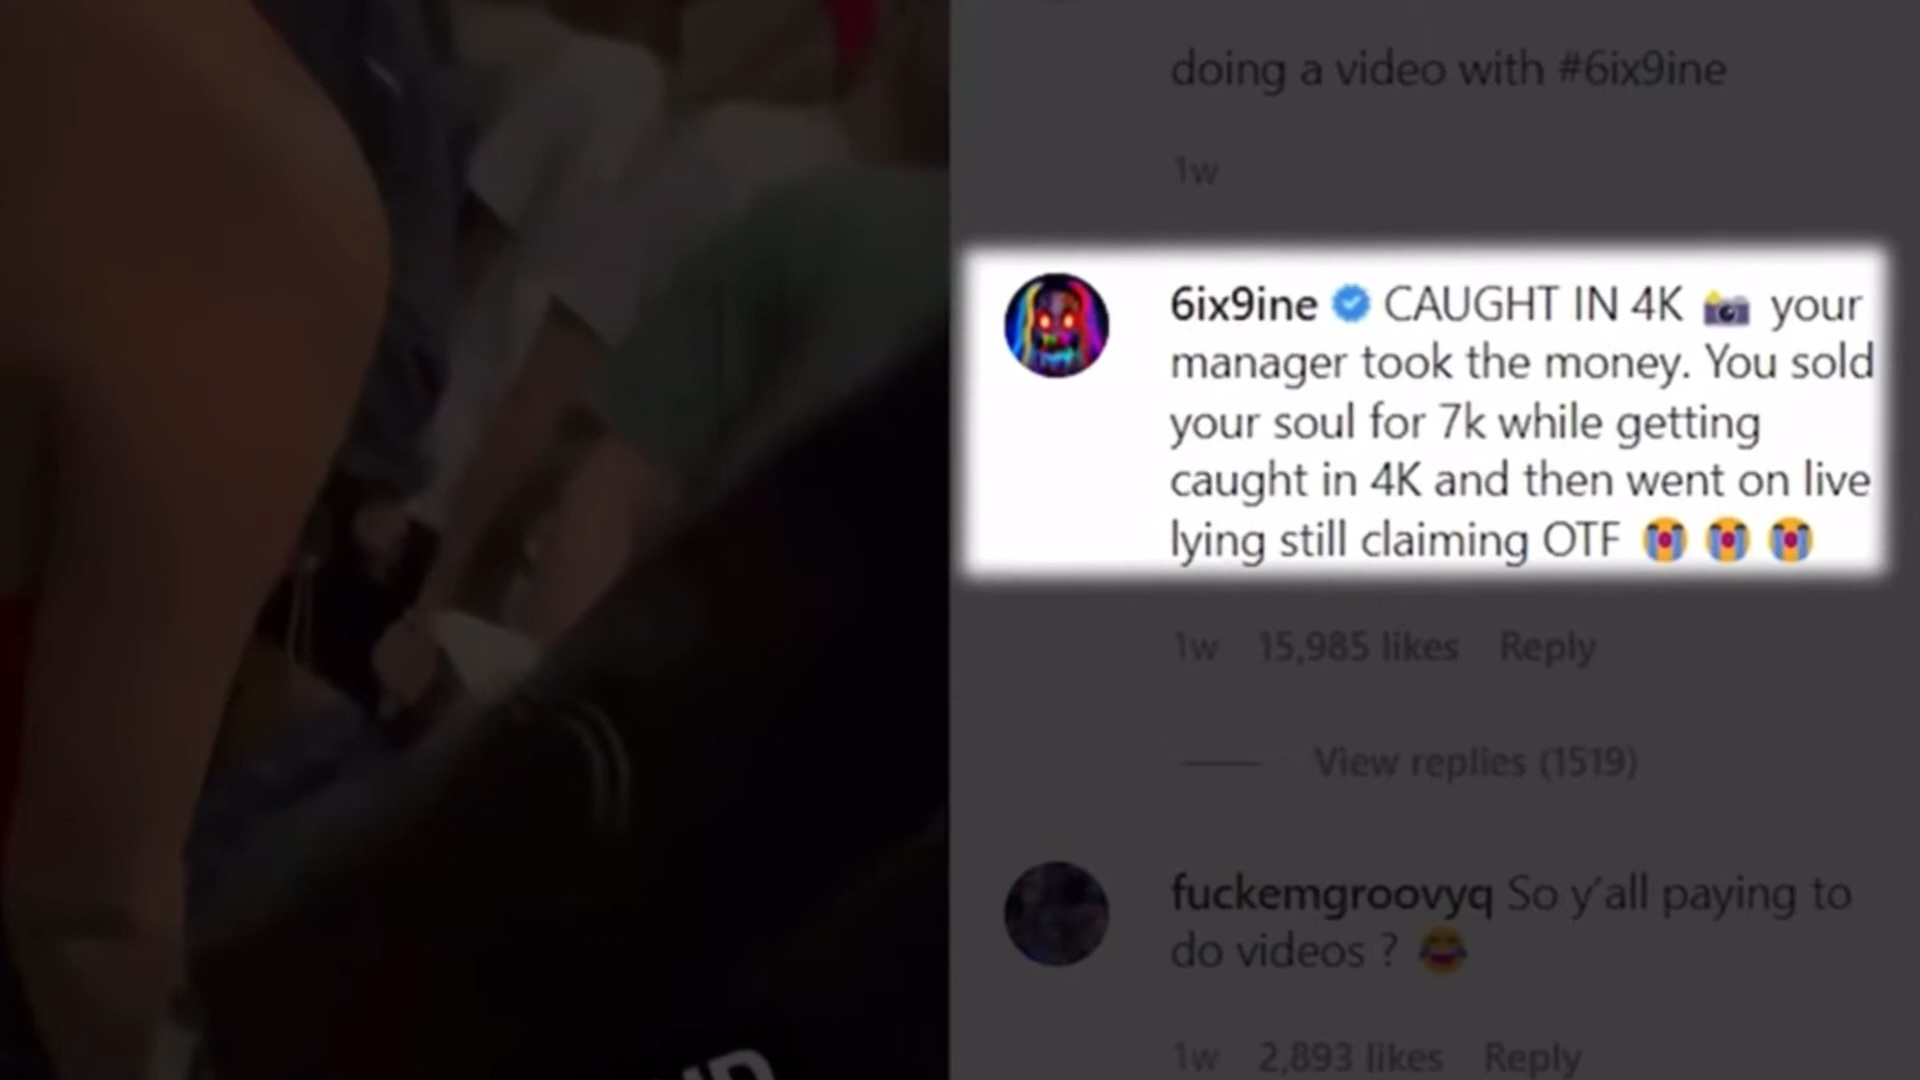 doing a video with #6ix9ine
1w
6ix9ine CAUGHT IN 4K 📸 your
manager took the money. You sold
your soul for 7k while getting
caught in 4K and then went on live
lying still claiming OTF 😭 😭 😭
1w 15,985 likes Reply
View replies (1519)
fuckemgroovyq So y'all paying to
do videos ? 😂
1w 2,893 likes Reply